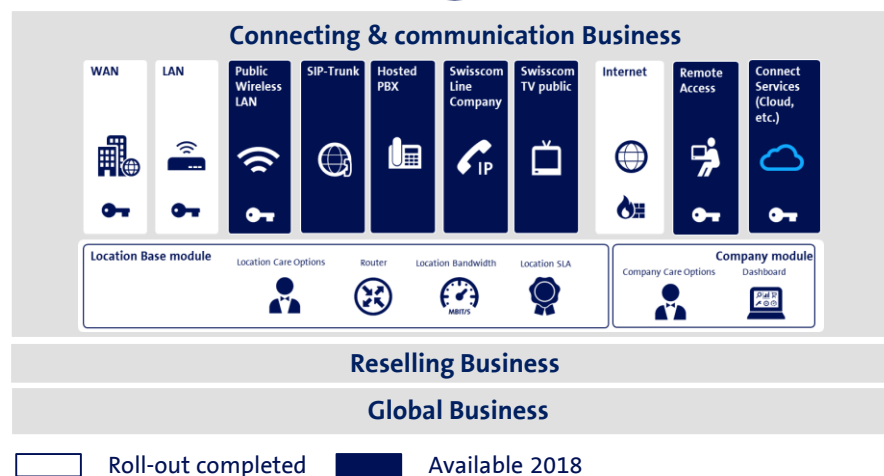 Connecting & communication Business
WAN
LAN
Public
Wireless
LAN
SIP-Trunk
Hosted
PBX
Swisscom
Line
Company
Swisscom
TV public
Internet
Remote
Access
Connect
Services
(Cloud,
etc.)
IP
Location Base module
Location Care Options
Router
Location Bandwidth
Location SLA
MBIT/S
Company module
Company Care Options
Dashboard
Reselling Business
Global Business
Roll-out completed
Available 2018